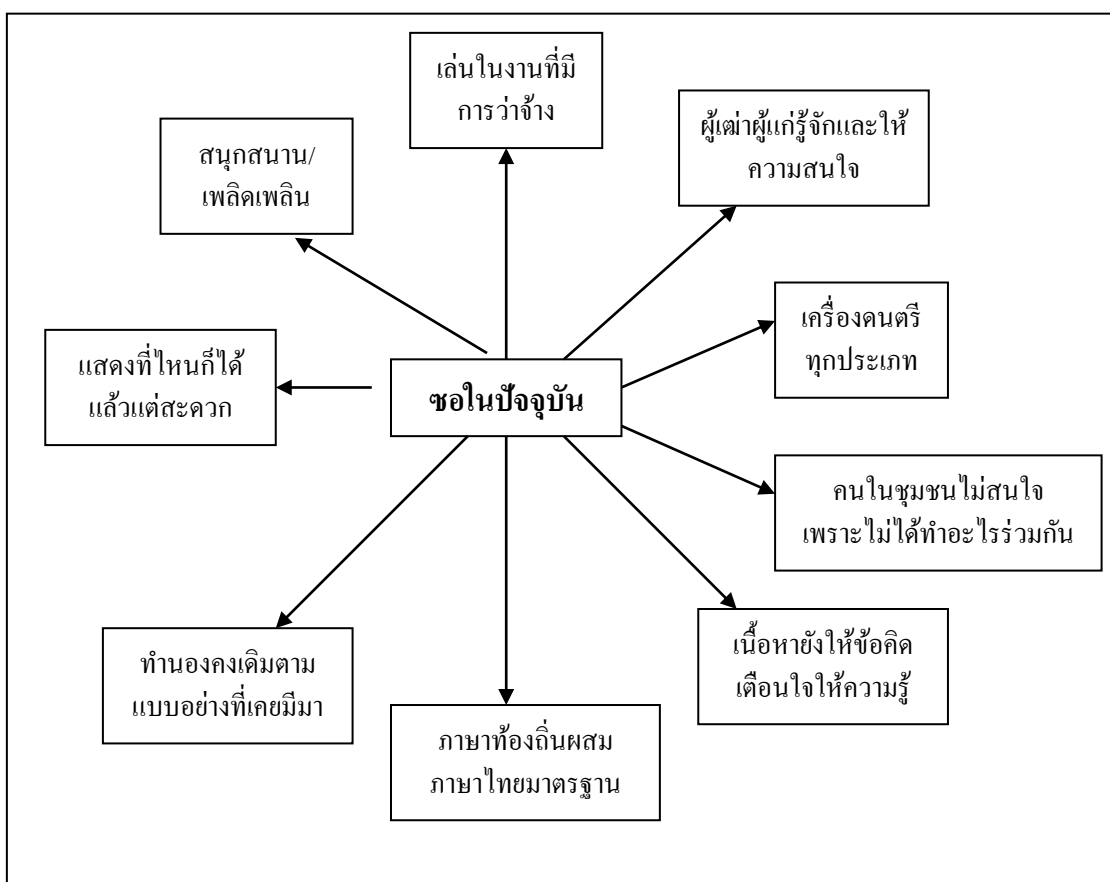 เล่นในงานที่มี
การว่าจ้าง
ผู้เฒ่าผู้แก่รู้จักและให้
ความสนใจ
สนุกสนาน/
เพลิดเพลิน
เครื่องดนตรี
ทุกประเภท
แสดงที่ไหนก็ได้
แล้วแต่สะดวก
ซอในปัจจุบัน
คนในชุมชนไม่สนใจ
เพราะไม่ได้ทำอะไรร่วมกัน
เนื้อหายังให้ข้อคิด
เตือนใจให้ความรู้
ทำนองคงเดิมตาม
แบบอย่างที่เคยมีมา
ภาษาท้องถิ่นผสม
ภาษาไทยมาตรฐาน